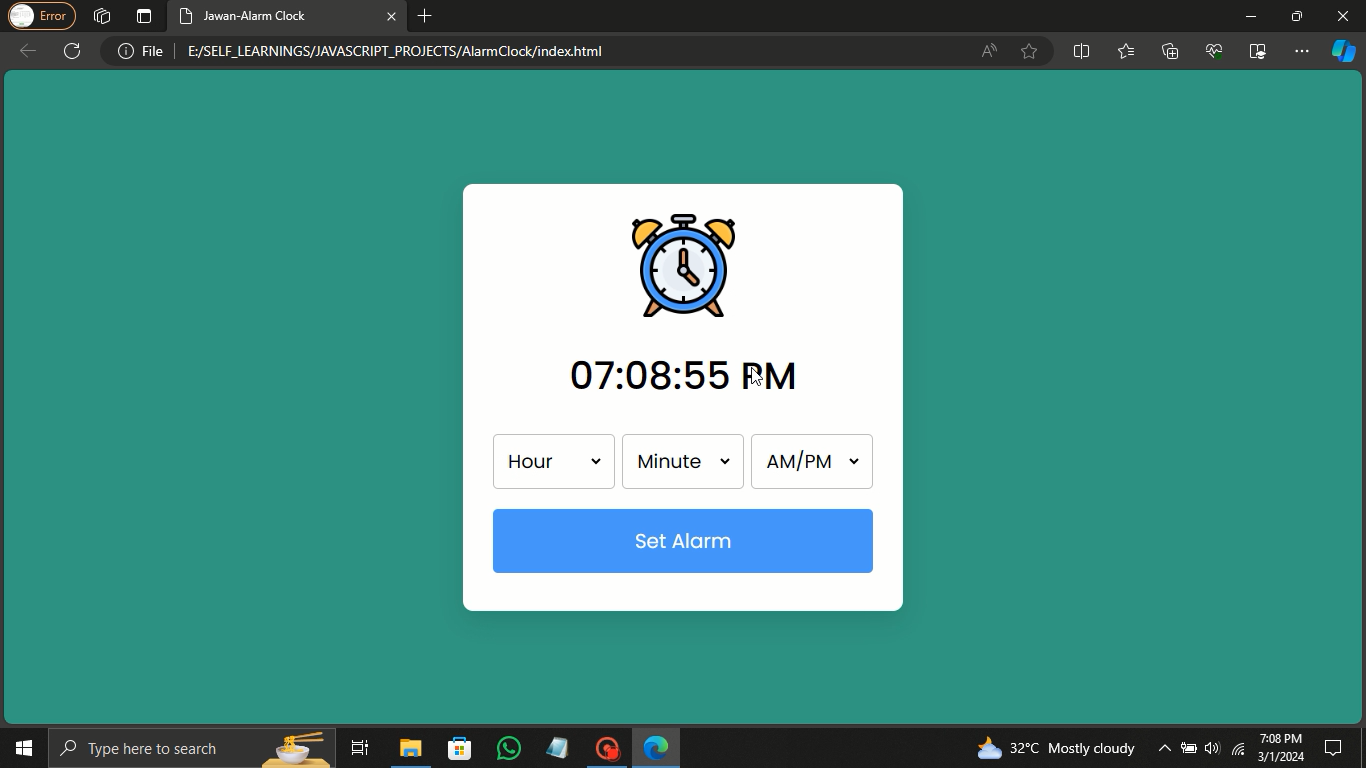 Error
Jawan-Alarm Clock
File
E:/SELF_LEARNINGS/JAVASCRIPT_PROJECTS/AlarmClock/index.html
07:08:55 PM
Hour
Minute
AM/PM
Set Alarm
Type here to search
32°C Mostly cloudy
7:08 PM
3/1/2024